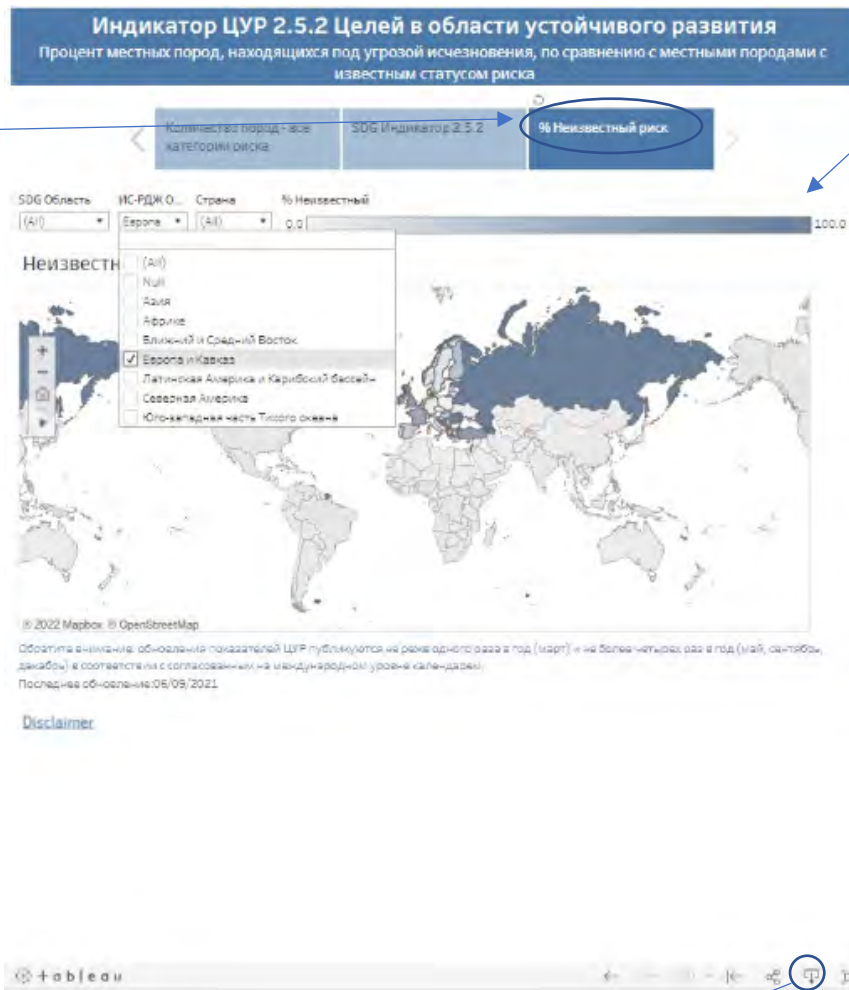 Индикатор ЦУР 2.5.2 Целей в области устойчивого развития
Процент местных пород, находящихся под угрозой исчезновения, по сравнению с местными породами с
известным статусом риска
Количество пород - все
категории риска
SDG Индикатор 2.5.2
% Неизвестный риск
SDG Область
ИС-РДЖ О...
Страна
% Неизвестный
(All)
Европа
(All)
0.0
100.0
Неизвестн
(All)
Null
Азия
Африке
Ближний и Средний Восток
Европа и Кавказ
Латинская Америка и Карибский бассейн
Северная Америка
Юго-западная часть Тихого океана
© 2022 Mapbox © OpenStreetMap
Обратите внимание: обновления показателей ЦУР публикуются не реже одного раза в год (март) и не более четырех раз в год (май, сентябрь,
декабрь) в соответствии с согласованным на международном уровне календарем.
Последнее обновление:06/09/2021
Disclaimer
+ableau